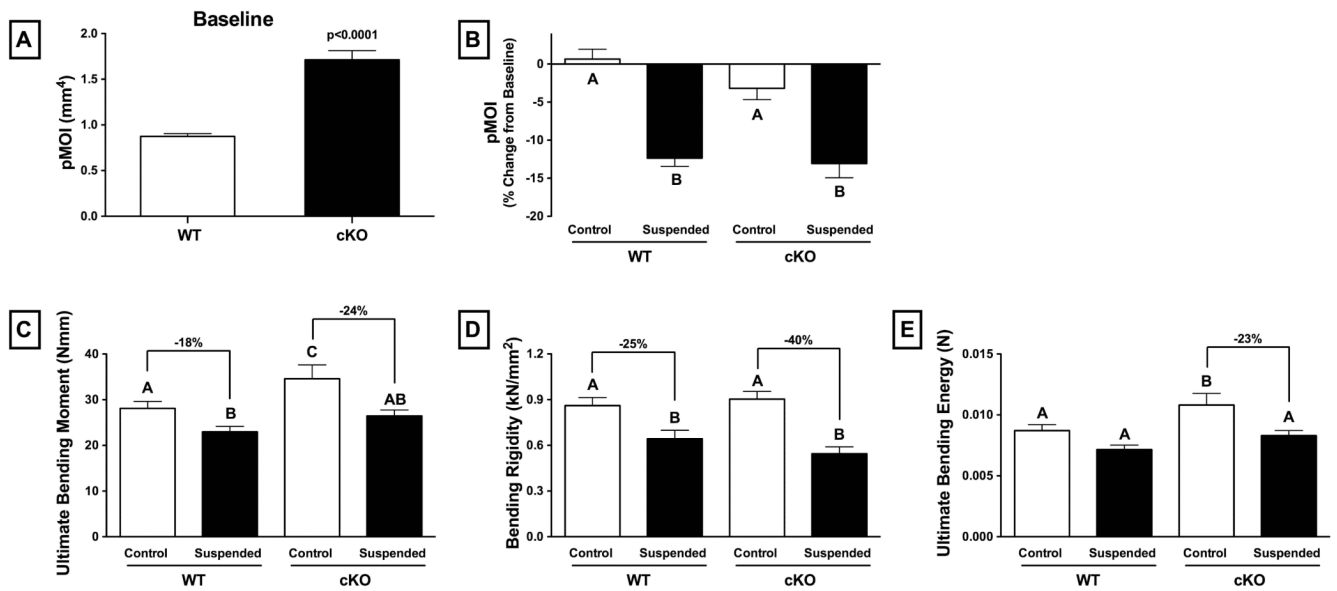 A
Baseline
p<0.0001
pMOI (mm⁴)
2.0
1.5
1.0
0.5
0.0
WT
cKO
B
pMOI
(% Change from Baseline)
5
0
-5
-10
-15
-20
A
B
A
B
Control
Suspended
Control
Suspended
WT
cKO
C
Ultimate Bending Moment (Nmm)
40
30
20
10
0
-18%
-24%
A
B
C
AB
Control
Suspended
Control
Suspended
WT
cKO
D
Bending Rigidity (kN/mm²)
1.2
0.9
0.6
0.3
0.0
-25%
-40%
A
B
A
B
Control
Suspended
Control
Suspended
WT
cKO
E
Ultimate Bending Energy (N)
0.015
0.010
0.005
0.000
-23%
A
A
B
A
Control
Suspended
Control
Suspended
WT
cKO